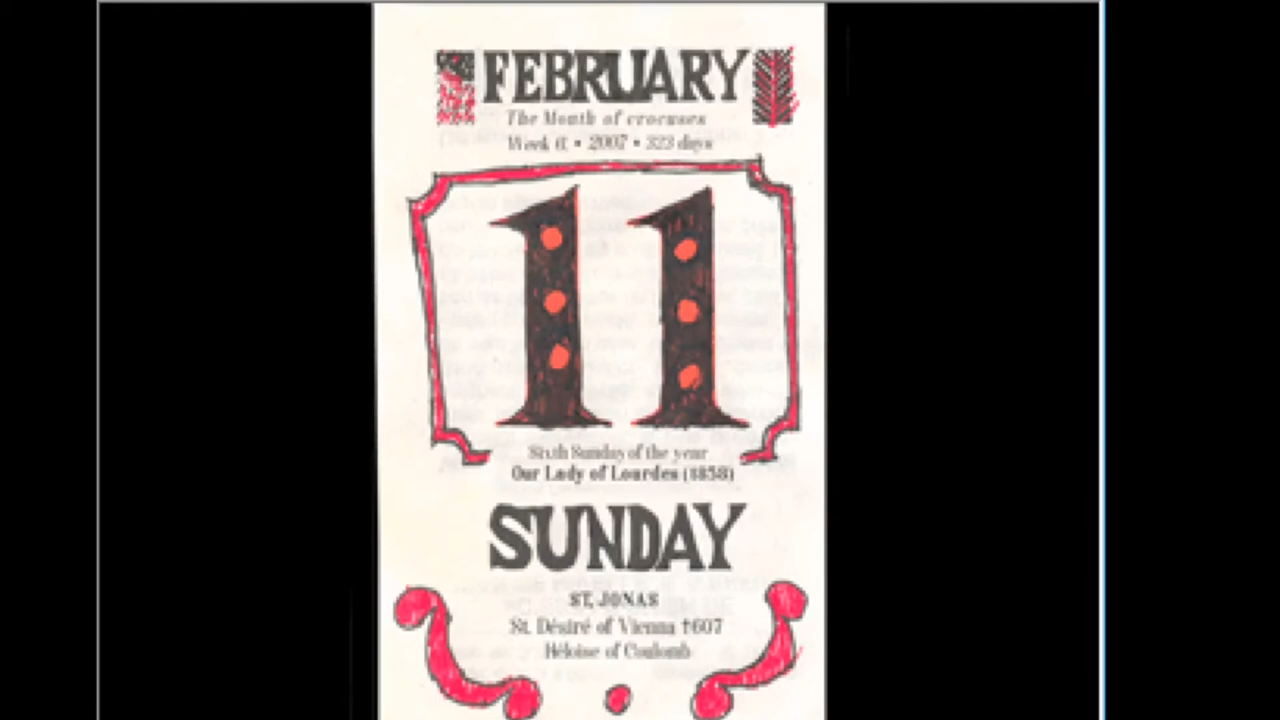 FEBRUARY
The Month of crocuses
Week 6 • 2007 • 323 days
11
Sixth Sunday of the year
Our Lady of Lourdes (1858)
SUNDAY
ST. JONAS
St. Désiré of Vienna †607
Héloise of Coulomb